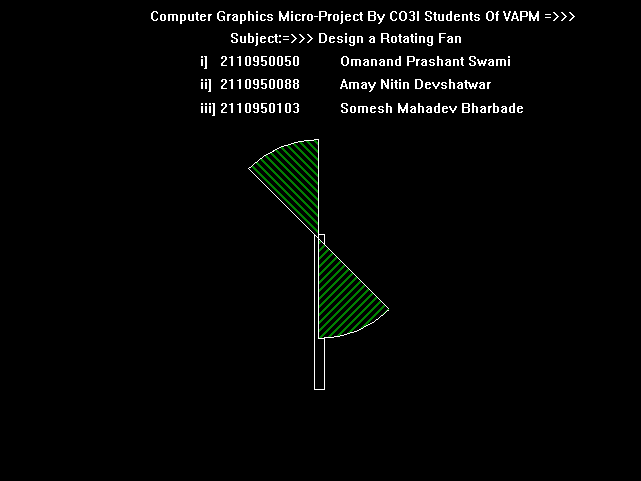 Computer Graphics Micro-Project By CO3I Students Of VAPM =>>>
Subject:=>>> Design a Rotating Fan
i] 2110950050 Omanand Prashant Swami
ii] 2110950088 Amay Nitin Devshatwar
iii] 2110950103 Somesh Mahadev Bharbade